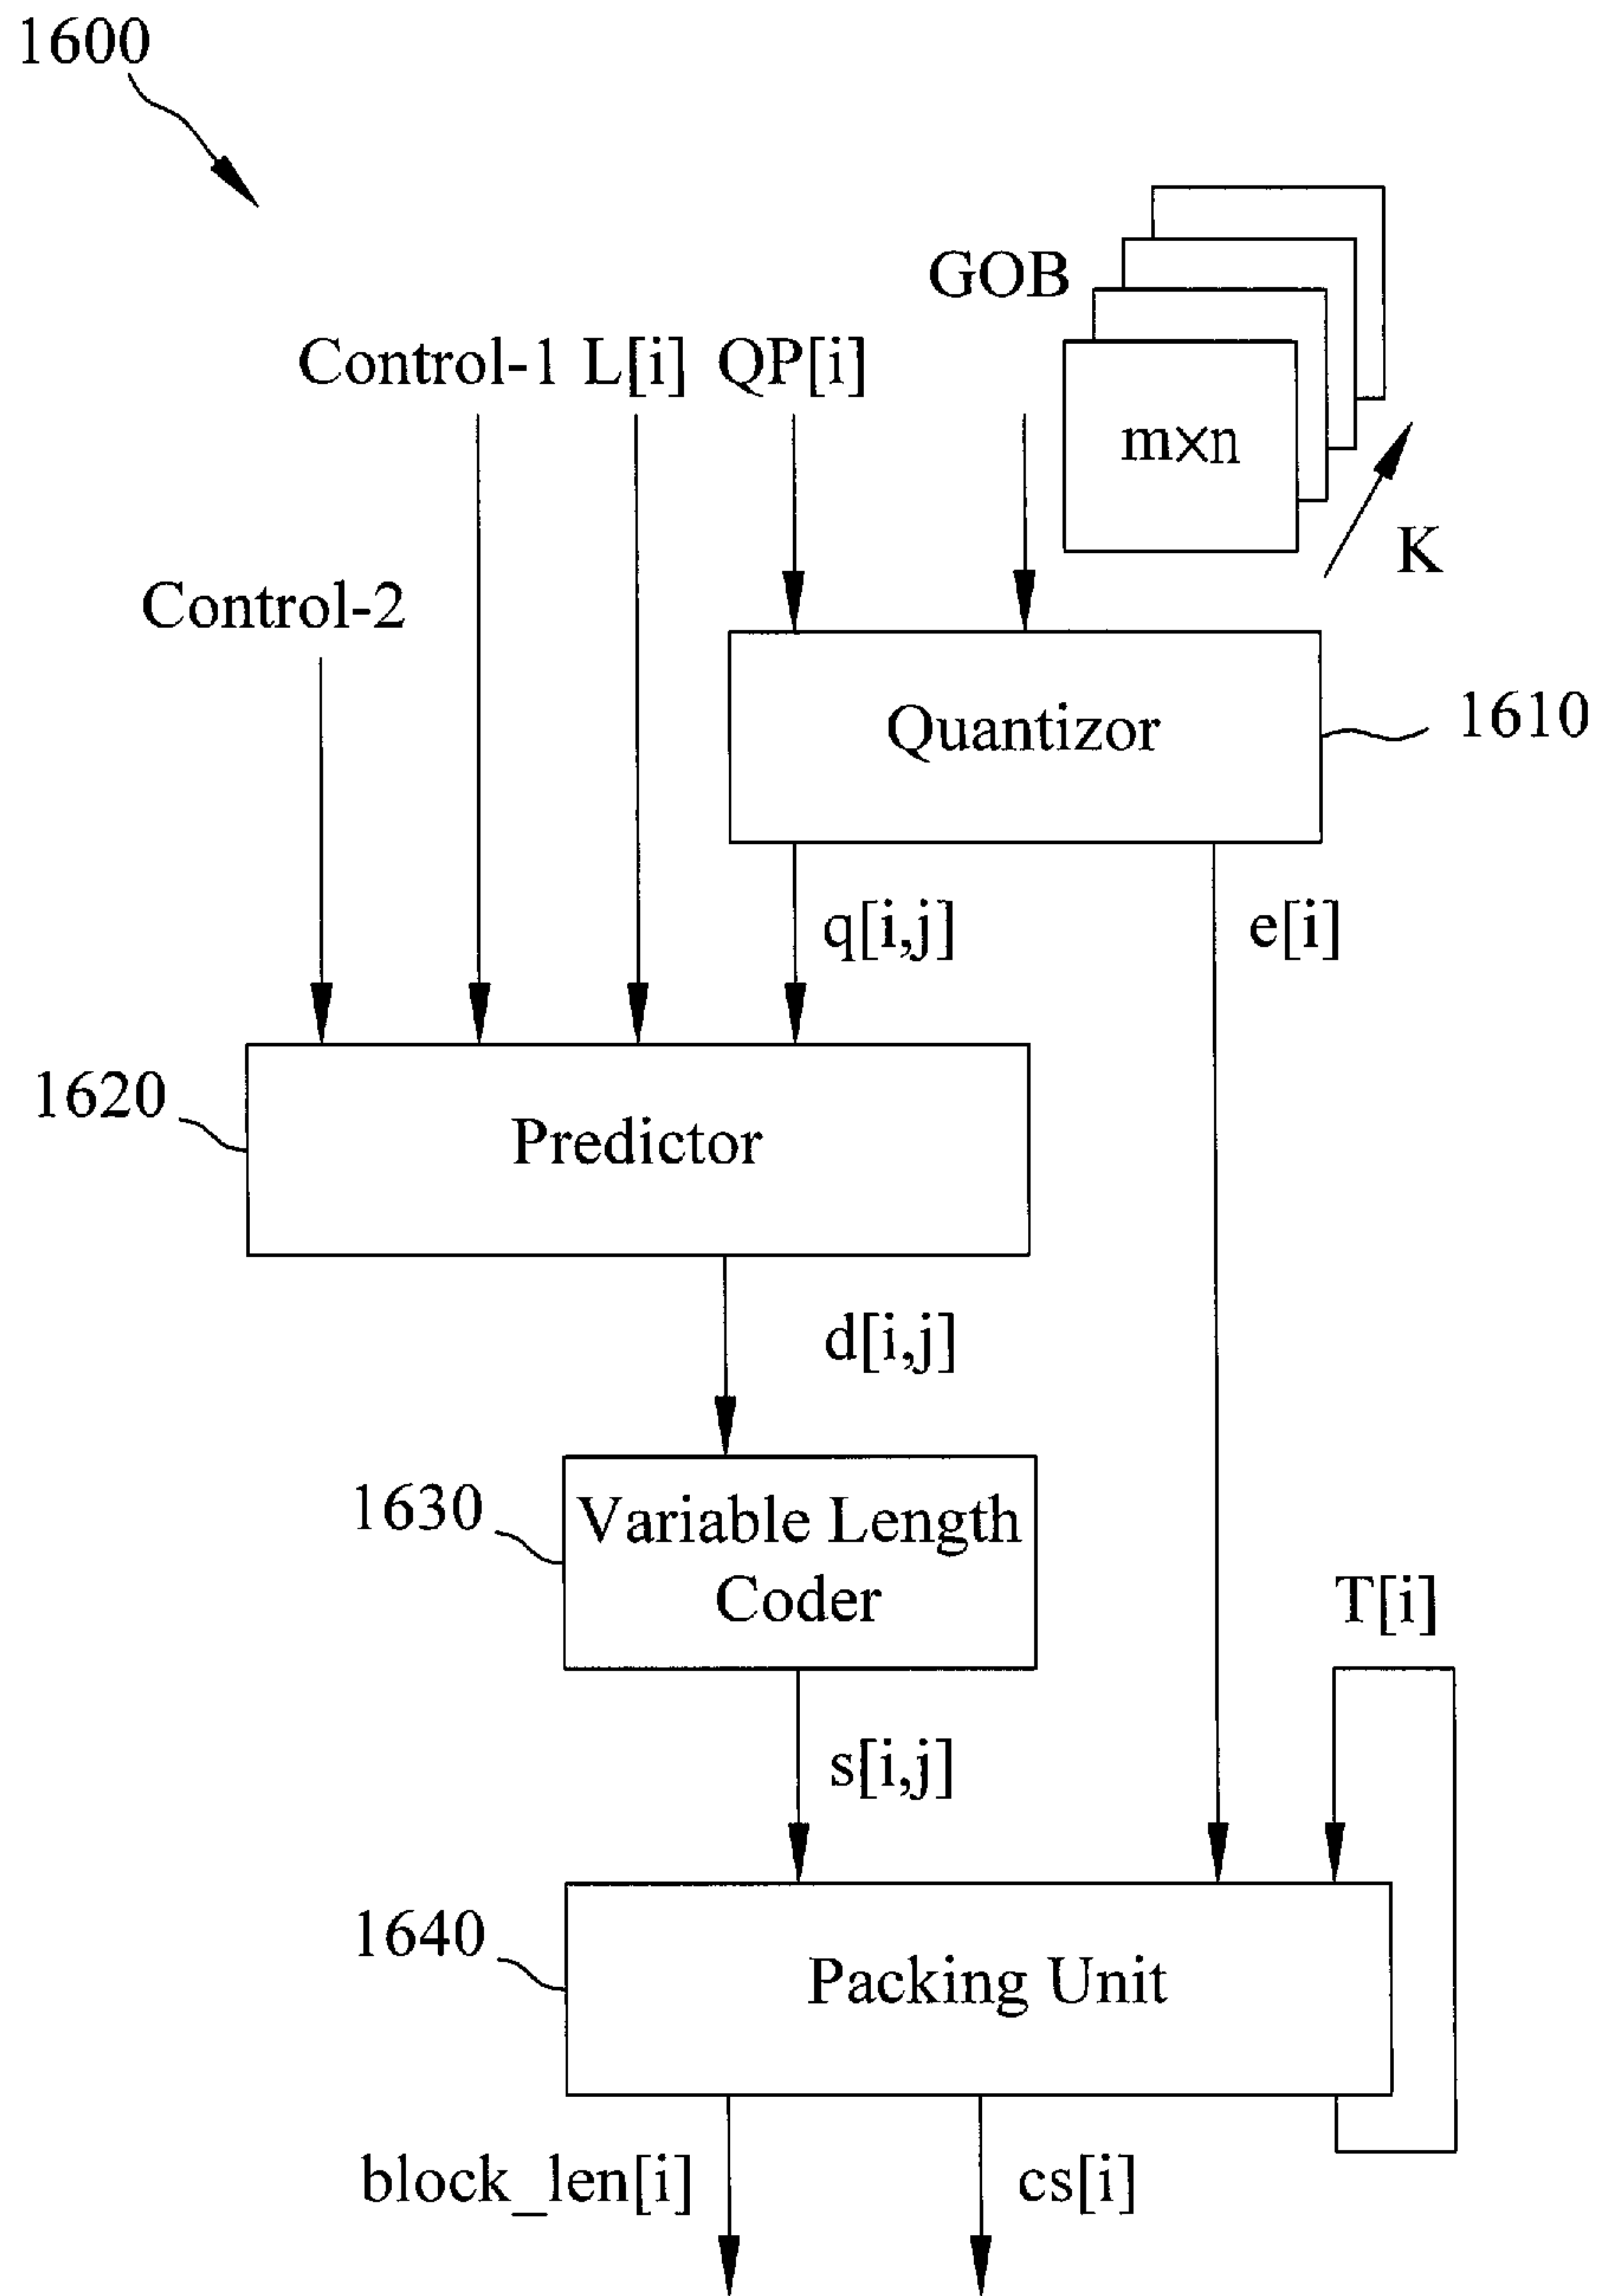 1600
GOB
Control-1 L[i] QP[i]
m×n
K
Control-2
Quantizor
1610
q[i,j]
e[i]
1620
Predictor
d[i,j]
1630
Variable Length
Coder
T[i]
s[i,j]
1640
Packing Unit
block_len[i]
cs[i]